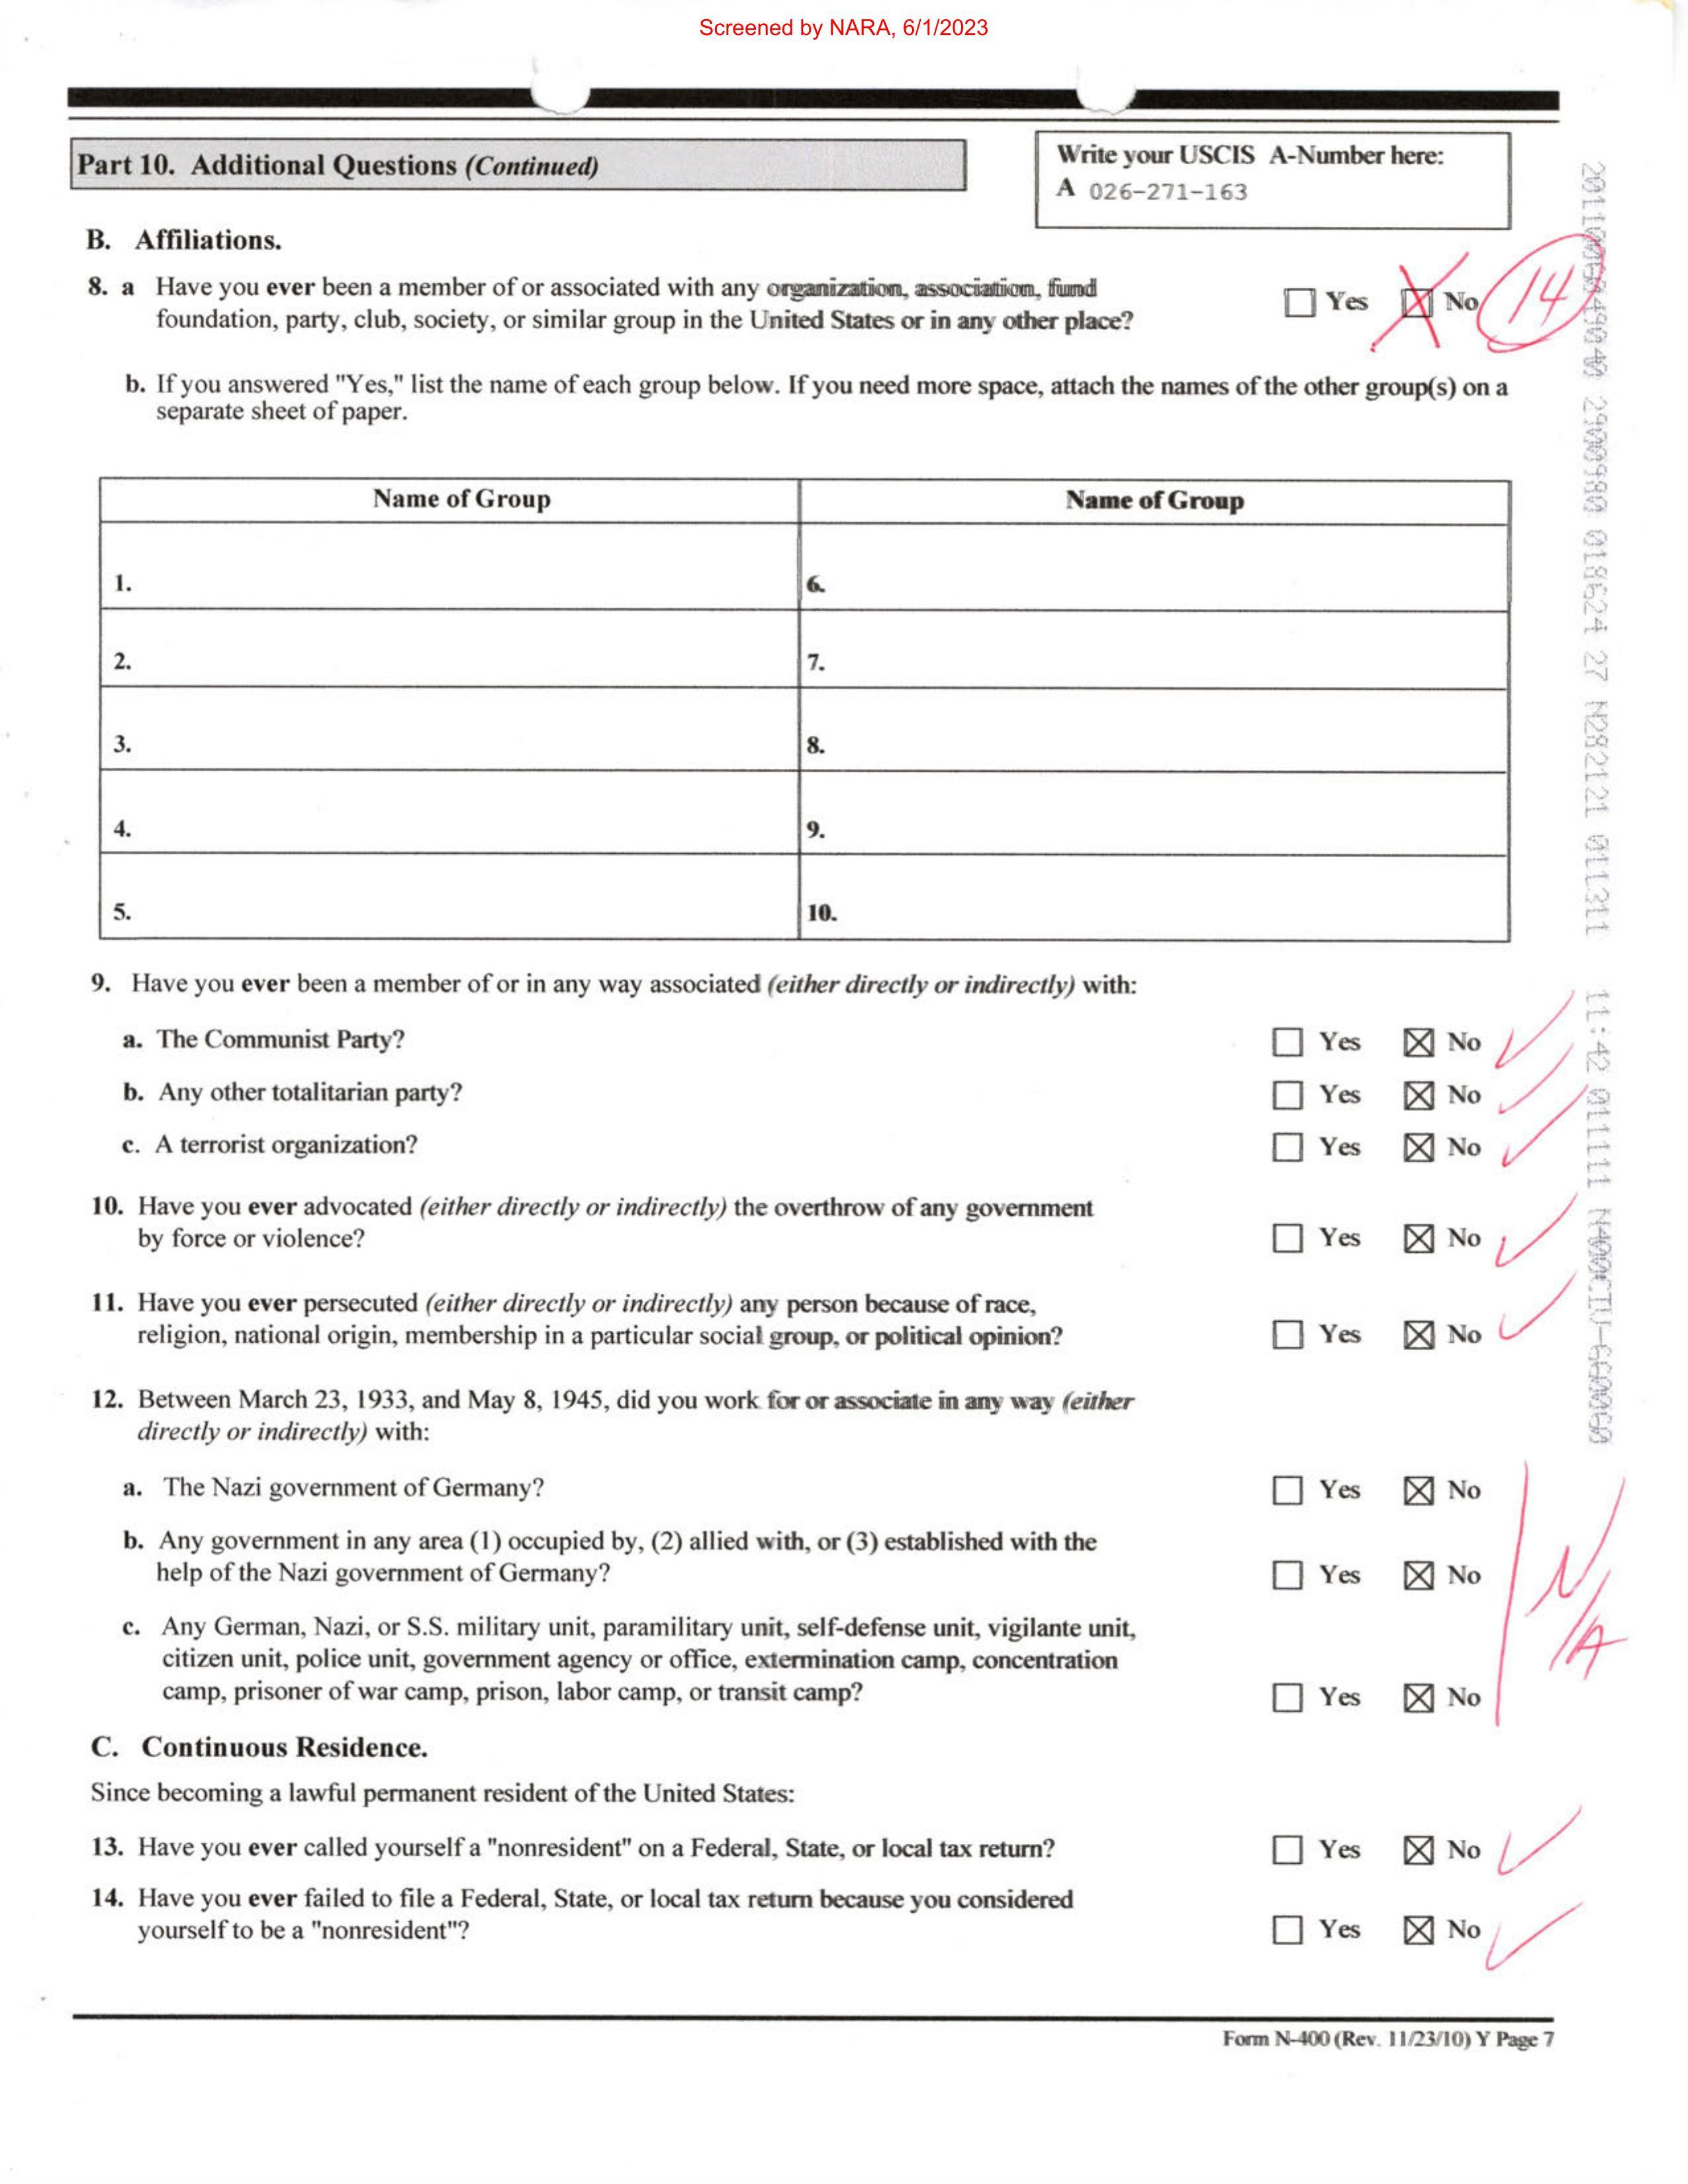 Screened by NARA, 6/1/2023
Part 10. Additional Questions (Continued)
Write your USCIS A-Number here:
A 026-271-163
B. Affiliations.
8. a Have you ever been a member of or associated with any organization, association, fund
foundation, party, club, society, or similar group in the United States or in any other place?
Yes No 14
b. If you answered "Yes," list the name of each group below. If you need more space, attach the names of the other group(s) on a
separate sheet of paper.
Name of Group Name of Group
1. 6.
2. 7.
3. 8.
4. 9.
5. 10.
9. Have you ever been a member of or in any way associated (either directly or indirectly) with:
a. The Communist Party? Yes No
b. Any other totalitarian party? Yes No
c. A terrorist organization? Yes No
10. Have you ever advocated (either directly or indirectly) the overthrow of any government
by force or violence? Yes No
11. Have you ever persecuted (either directly or indirectly) any person because of race,
religion, national origin, membership in a particular social group, or political opinion? Yes No
12. Between March 23, 1933, and May 8, 1945, did you work for or associate in any way (either
directly or indirectly) with:
a. The Nazi government of Germany? Yes No
b. Any government in any area (1) occupied by, (2) allied with, or (3) established with the
help of the Nazi government of Germany? Yes No
N/A
c. Any German, Nazi, or S.S. military unit, paramilitary unit, self-defense unit, vigilante unit,
citizen unit, police unit, government agency or office, extermination camp, concentration
camp, prisoner of war camp, prison, labor camp, or transit camp? Yes No
C. Continuous Residence.
Since becoming a lawful permanent resident of the United States:
13. Have you ever called yourself a "nonresident" on a Federal, State, or local tax return? Yes No
14. Have you ever failed to file a Federal, State, or local tax return because you considered
yourself to be a "nonresident"? Yes No
Form N-400 (Rev. 11/23/10) Y Page 7
018624 27 N282121 011311 11:42 011111